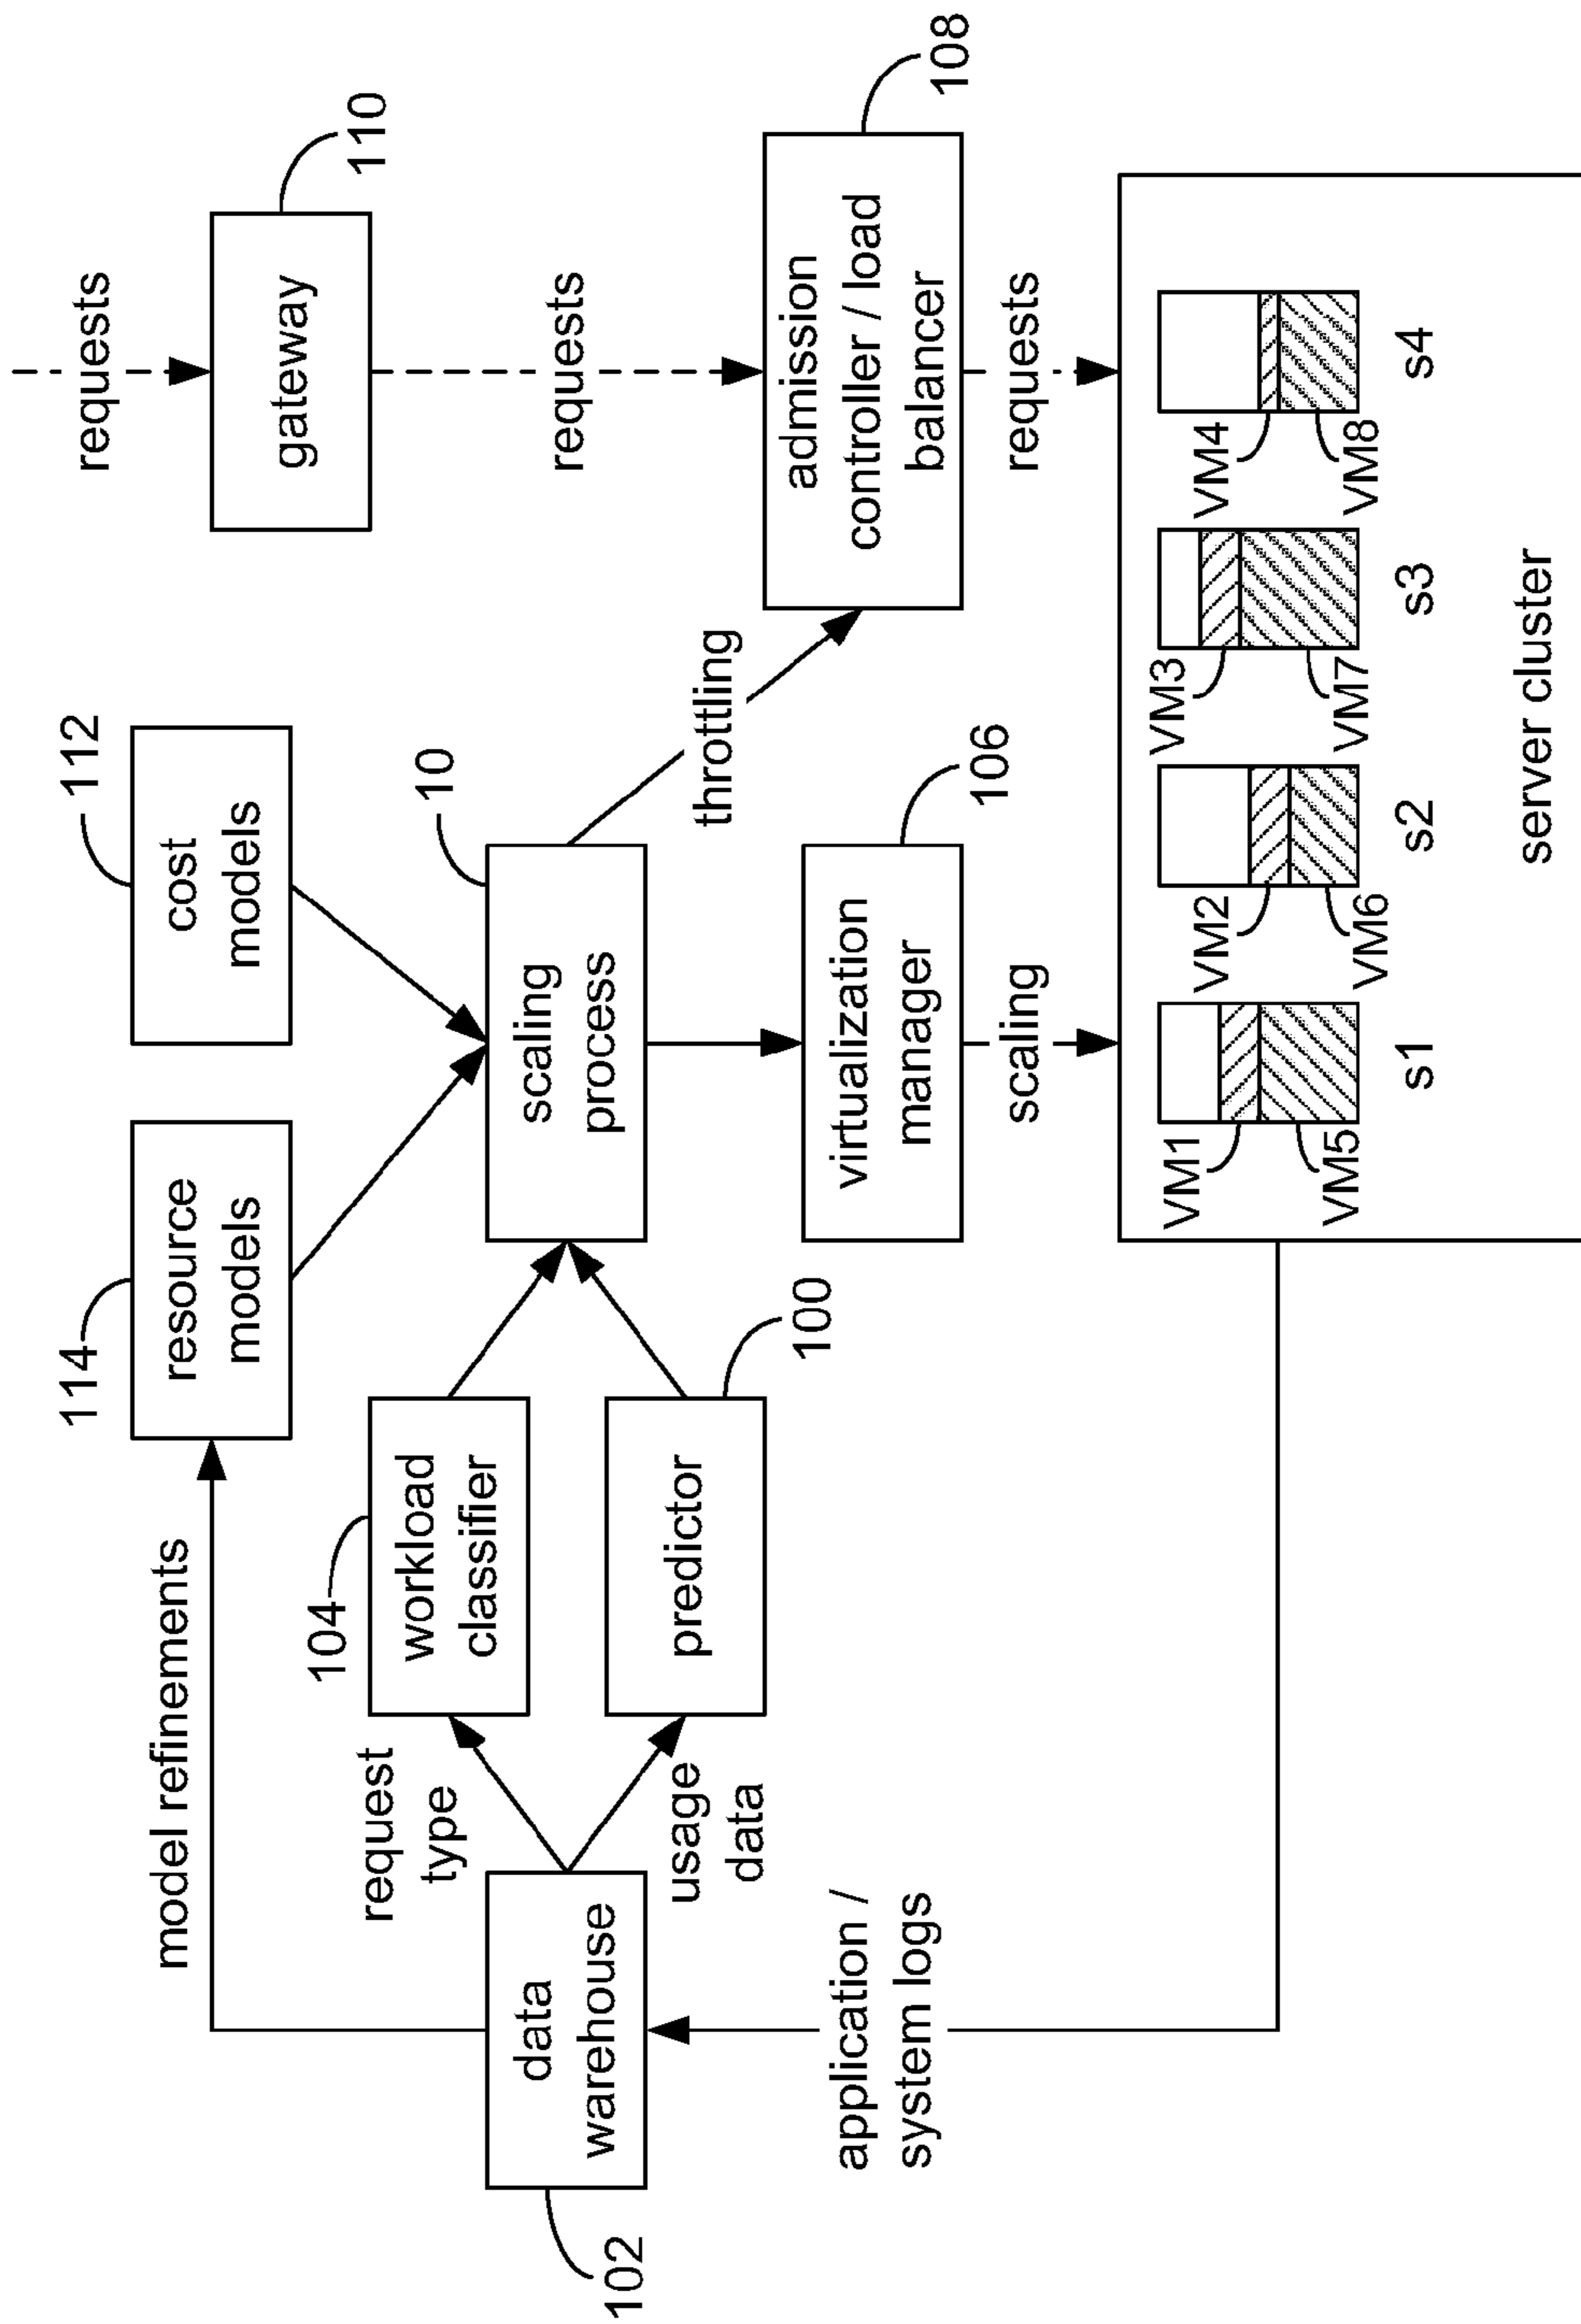 requests
110
gateway
requests
108
admission
controller / load
balancer
requests
112
cost
models
114
resource
models
model refinements
10
scaling
process
throttling
106
virtualization
manager
scaling
104
workload
classifier
100
predictor
request
type
usage
data
102
data
warehouse
application /
system logs
VM1
VM5
s1
VM2
VM6
s2
VM3
VM7
s3
VM4
VM8
s4
server cluster